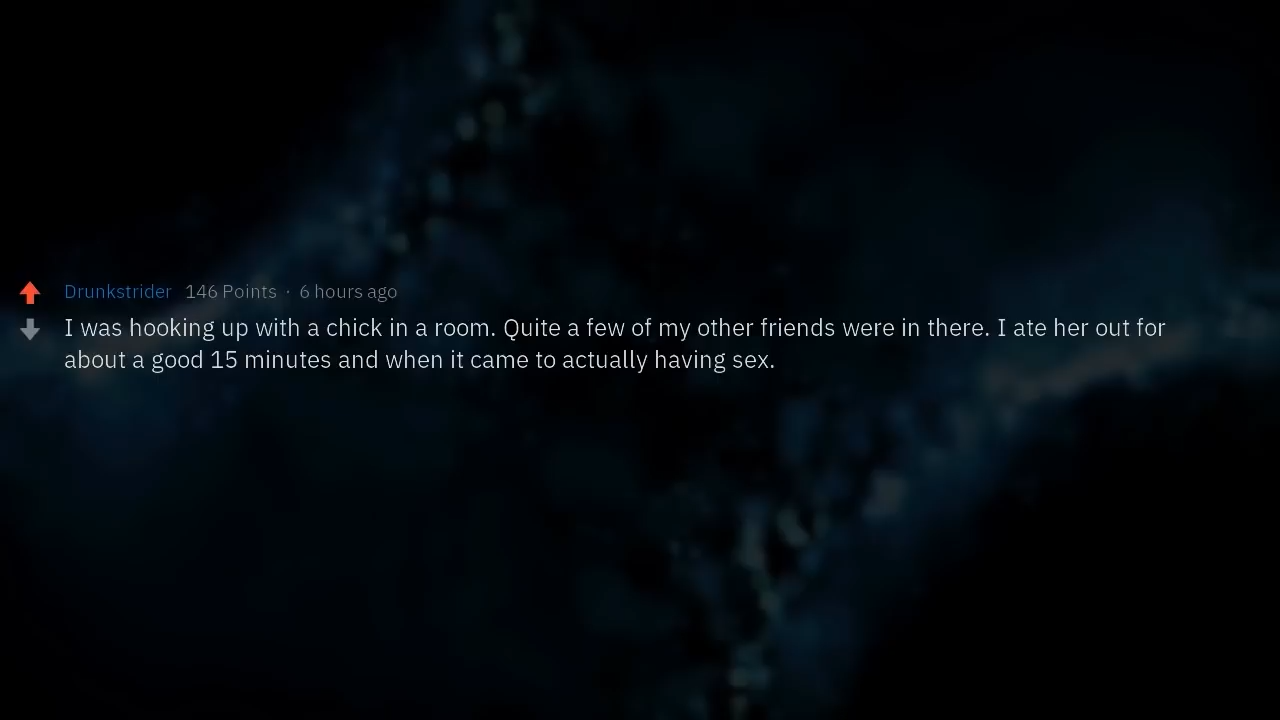 Drunkstrider 146 Points · 6 hours ago
I was hooking up with a chick in a room. Quite a few of my other friends were in there. I ate her out for
about a good 15 minutes and when it came to actually having sex.